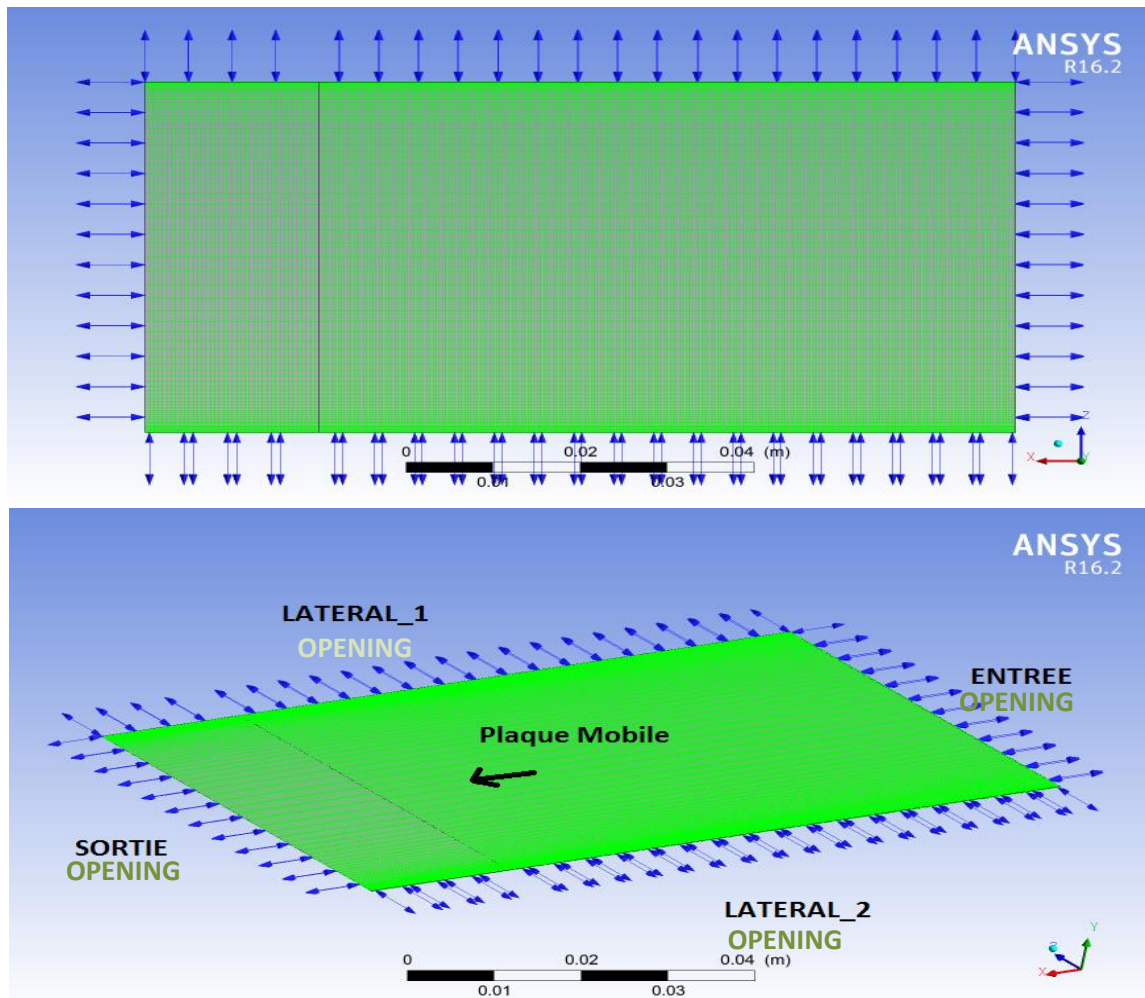 ANSYS
R16.2
0 0.02 0.04 (m)
0.01 0.03
Z
X
Y
ANSYS
R16.2
LATERAL_1
OPENING
ENTREE
OPENING
Plaque Mobile
SORTIE
OPENING
LATERAL_2
OPENING
0 0.02 0.04 (m)
0.01 0.03
Y
Z
X